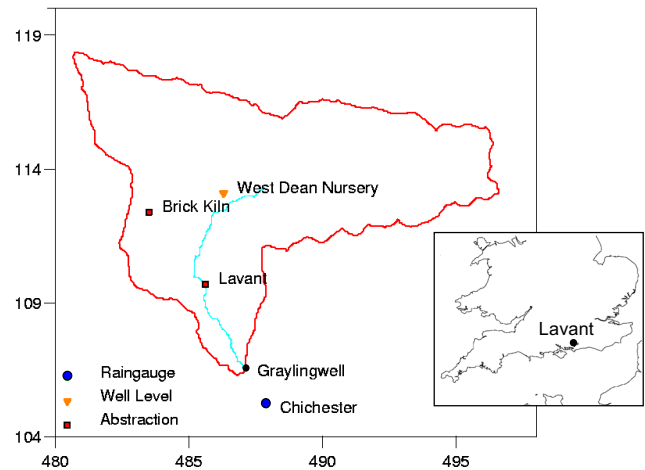 119
114
109
104
480
485
490
495
West Dean Nursery
Brick Kiln
Lavant
Graylingwell
Chichester
Raingauge
Well Level
Abstraction
Lavant